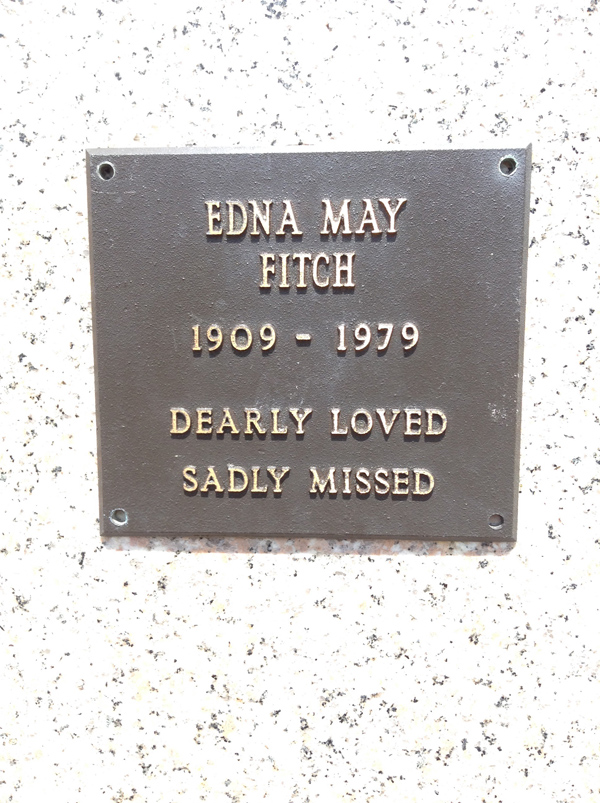 EDNA MAY
FITCH
1909 - 1979
DEARLY LOVED
SADLY MISSED